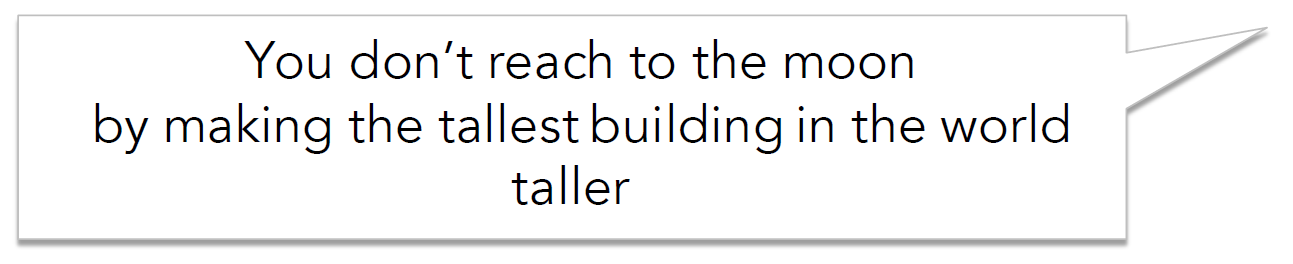 You don’t reach to the moon
by making the tallest building in the world
taller